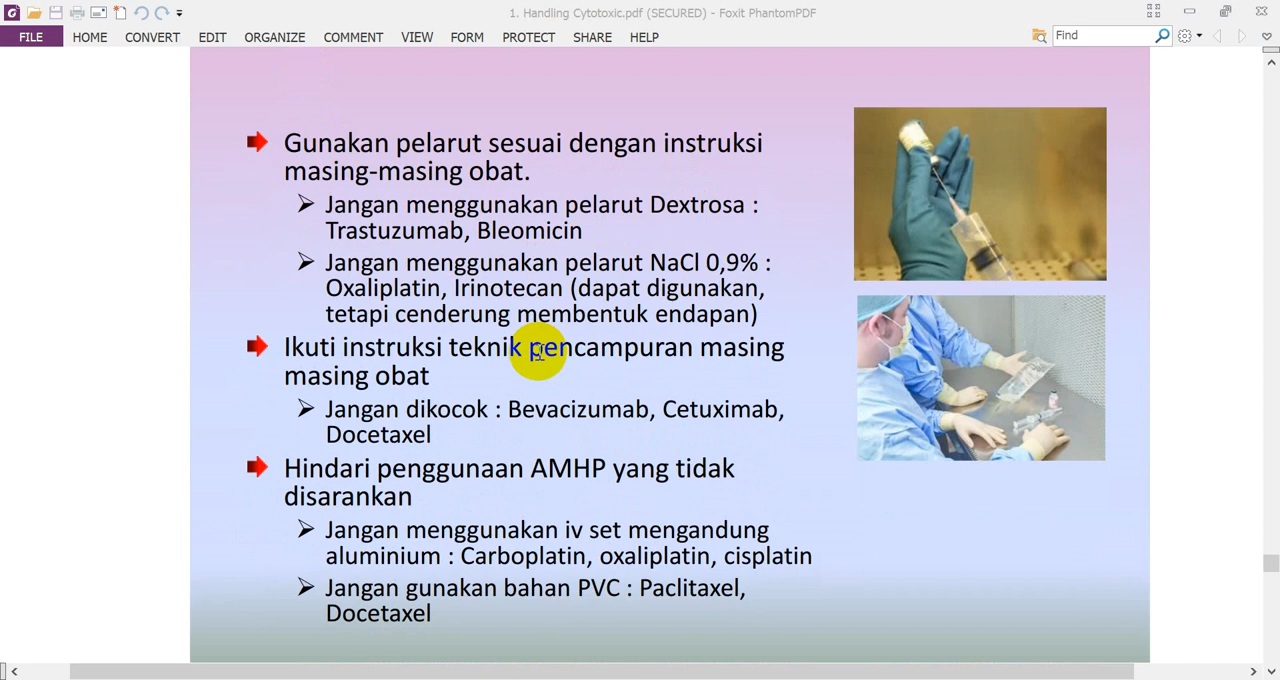 1. Handling Cytotoxic.pdf (SECURED) - Foxit PhantomPDF
FILE HOME CONVERT EDIT ORGANIZE COMMENT VIEW FORM PROTECT SHARE HELP Find
Gunakan pelarut sesuai dengan instruksi
masing-masing obat.
Jangan menggunakan pelarut Dextrosa :
Trastuzumab, Bleomicin
Jangan menggunakan pelarut NaCl 0,9% :
Oxaliplatin, Irinotecan (dapat digunakan,
tetapi cenderung membentuk endapan)
Ikuti instruksi teknik pencampuran masing
masing obat
Jangan dikocok : Bevacizumab, Cetuximab,
Docetaxel
Hindari penggunaan AMHP yang tidak
disarankan
Jangan menggunakan iv set mengandung
aluminium : Carboplatin, oxaliplatin, cisplatin
Jangan gunakan bahan PVC : Paclitaxel,
Docetaxel